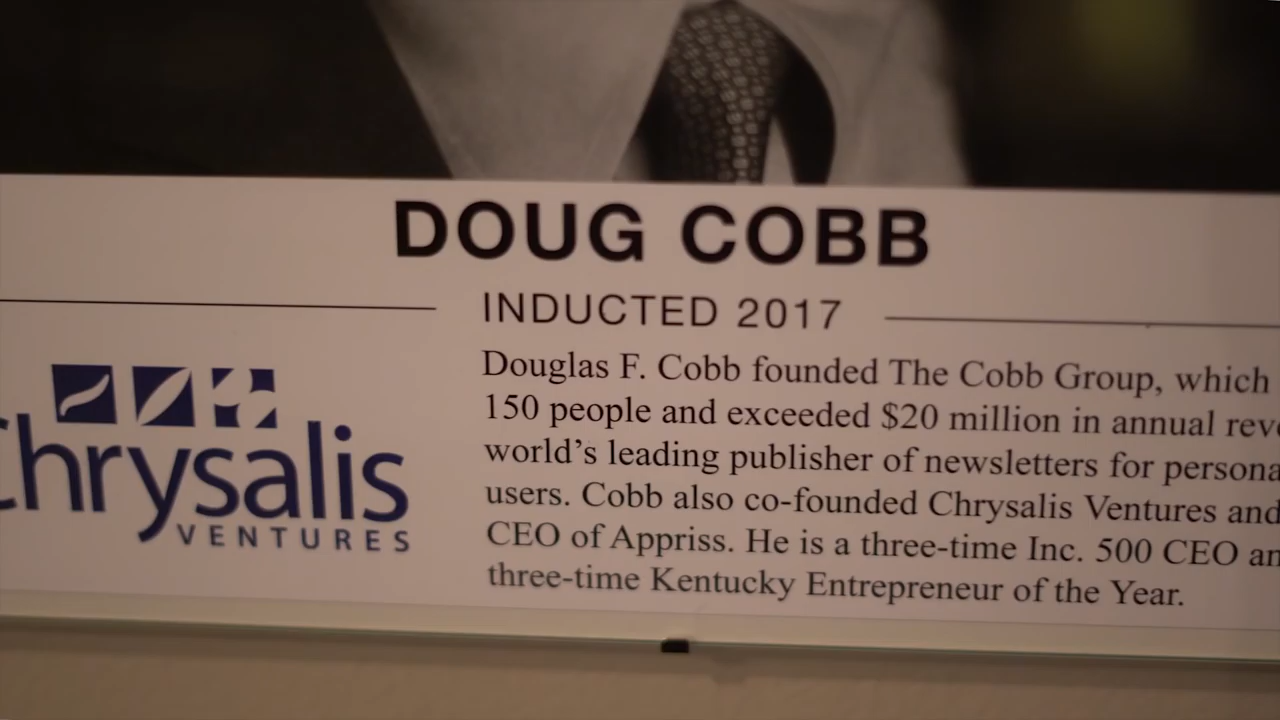 DOUG COBB
INDUCTED 2017
Chrysalis
VENTURES
Douglas F. Cobb founded The Cobb Group, which
150 people and exceeded $20 million in annual
world's leading publisher of newsletters for
users. Cobb also co-founded Chrysalis Ventures and
CEO of Appriss. He is a three-time Inc. 500 CEO
three-time Kentucky Entrepreneur of the Year.